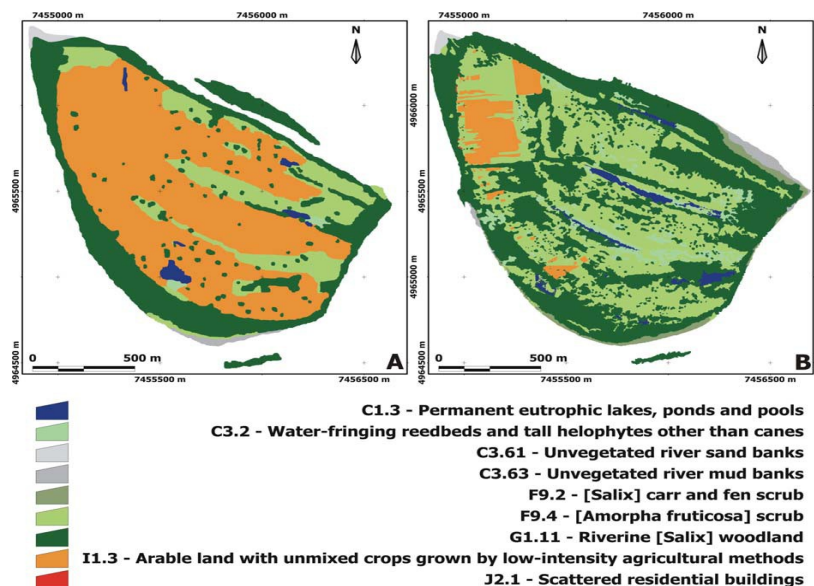 7455000 m 7456000 m 7455000 m 7456000 m
N N
4966000 m 4966000 m
4965500 m 4965500 m
4965000 m 4965000 m
4964500 m 4964500 m
0 500 m A 0 500 m B
7455500 m 7456500 m 7455500 m 7456500 m
C1.3 - Permanent eutrophic lakes, ponds and pools
C3.2 - Water-fringing reedbeds and tall helophytes other than canes
C3.61 - Unvegetated river sand banks
C3.63 - Unvegetated river mud banks
F9.2 - [Salix] carr and fen scrub
F9.4 - [Amorpha fruticosa] scrub
G1.11 - Riverine [Salix] woodland
I1.3 - Arable land with unmixed crops grown by low-intensity agricultural methods
J2.1 - Scattered residential buildings